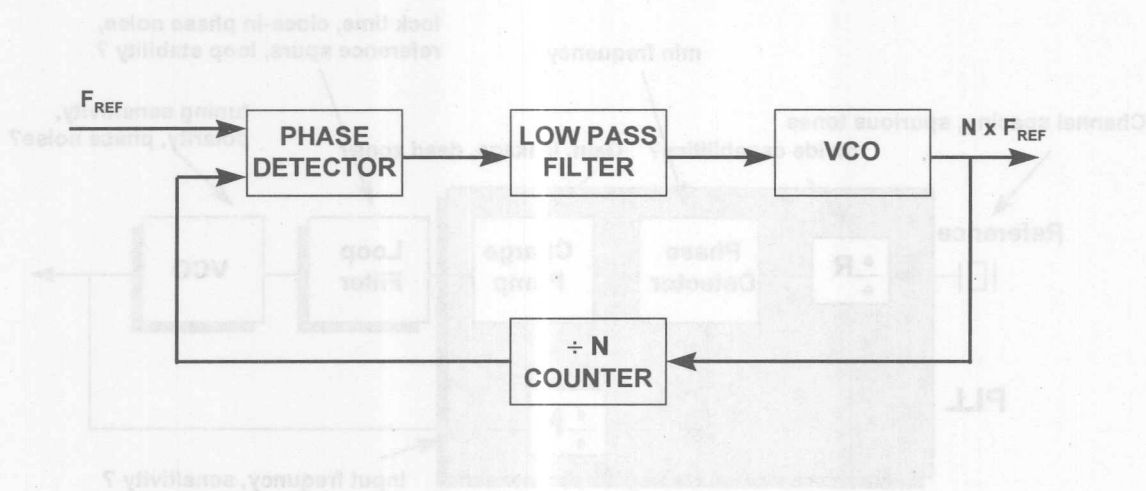 lock time, close-in phase noise,
reference spurs, loop stability ?
min frequency
F_REF
tuning sensitivity,
polarity, phase noise?
Channel spurious tones
N x F_REF
PHASE
DETECTOR
LOW PASS
FILTER
VCO
dead
Reference
R
Phase
Detector
Charge
Pump
Loop
Filter
VCO
÷ N
COUNTER
PLL
Input frequncy, sensitivity ?